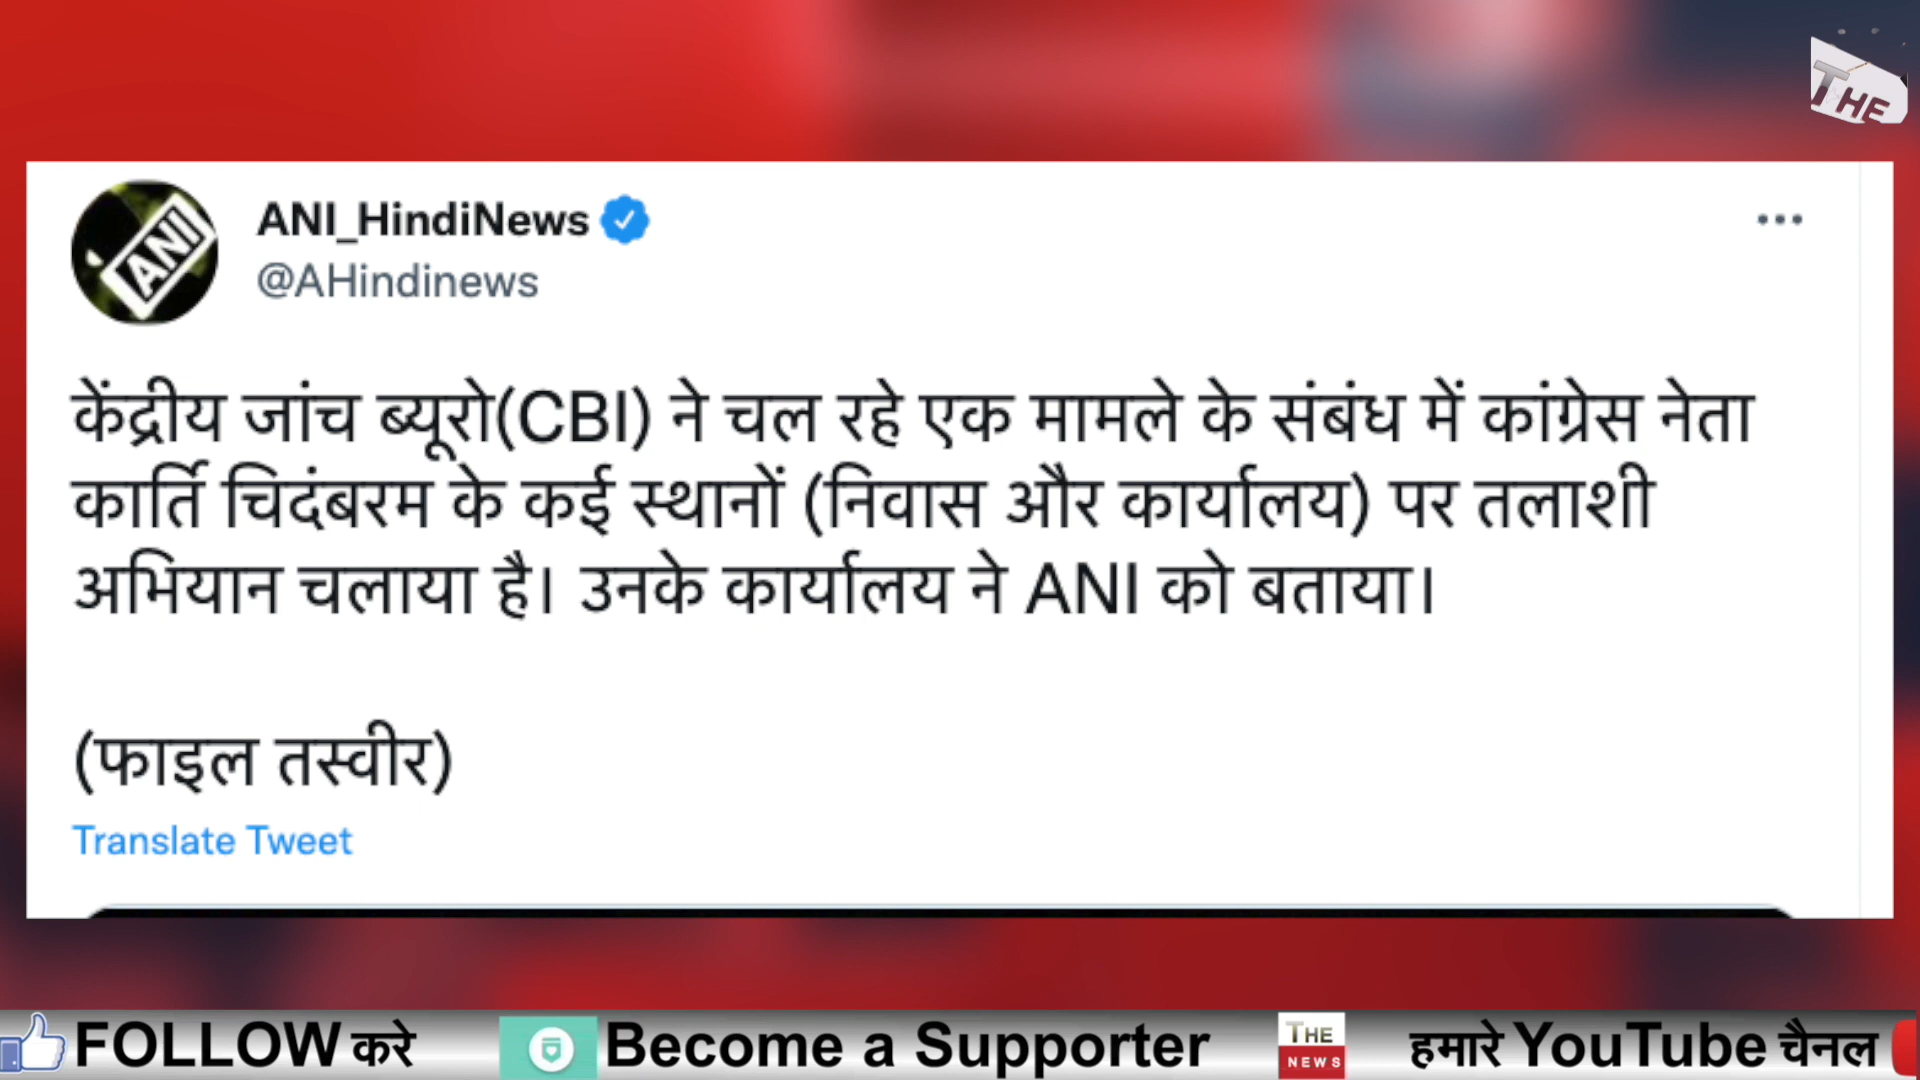 THE
ANI
ANI_HindiNews
@AHindinews
केंद्रीय जांच ब्यूरो(CBI) ने चल रहे एक मामले के संबंध में कांग्रेस नेता
कार्ति चिदंबरम के कई स्थानों (निवास और कार्यालय) पर तलाशी
अभियान चलाया है। उनके कार्यालय ने ANI को बताया।
(फाइल तस्वीर)
Translate Tweet
FOLLOW करे
Become a Supporter
THE
NEWS
हमारे YouTube चैनल